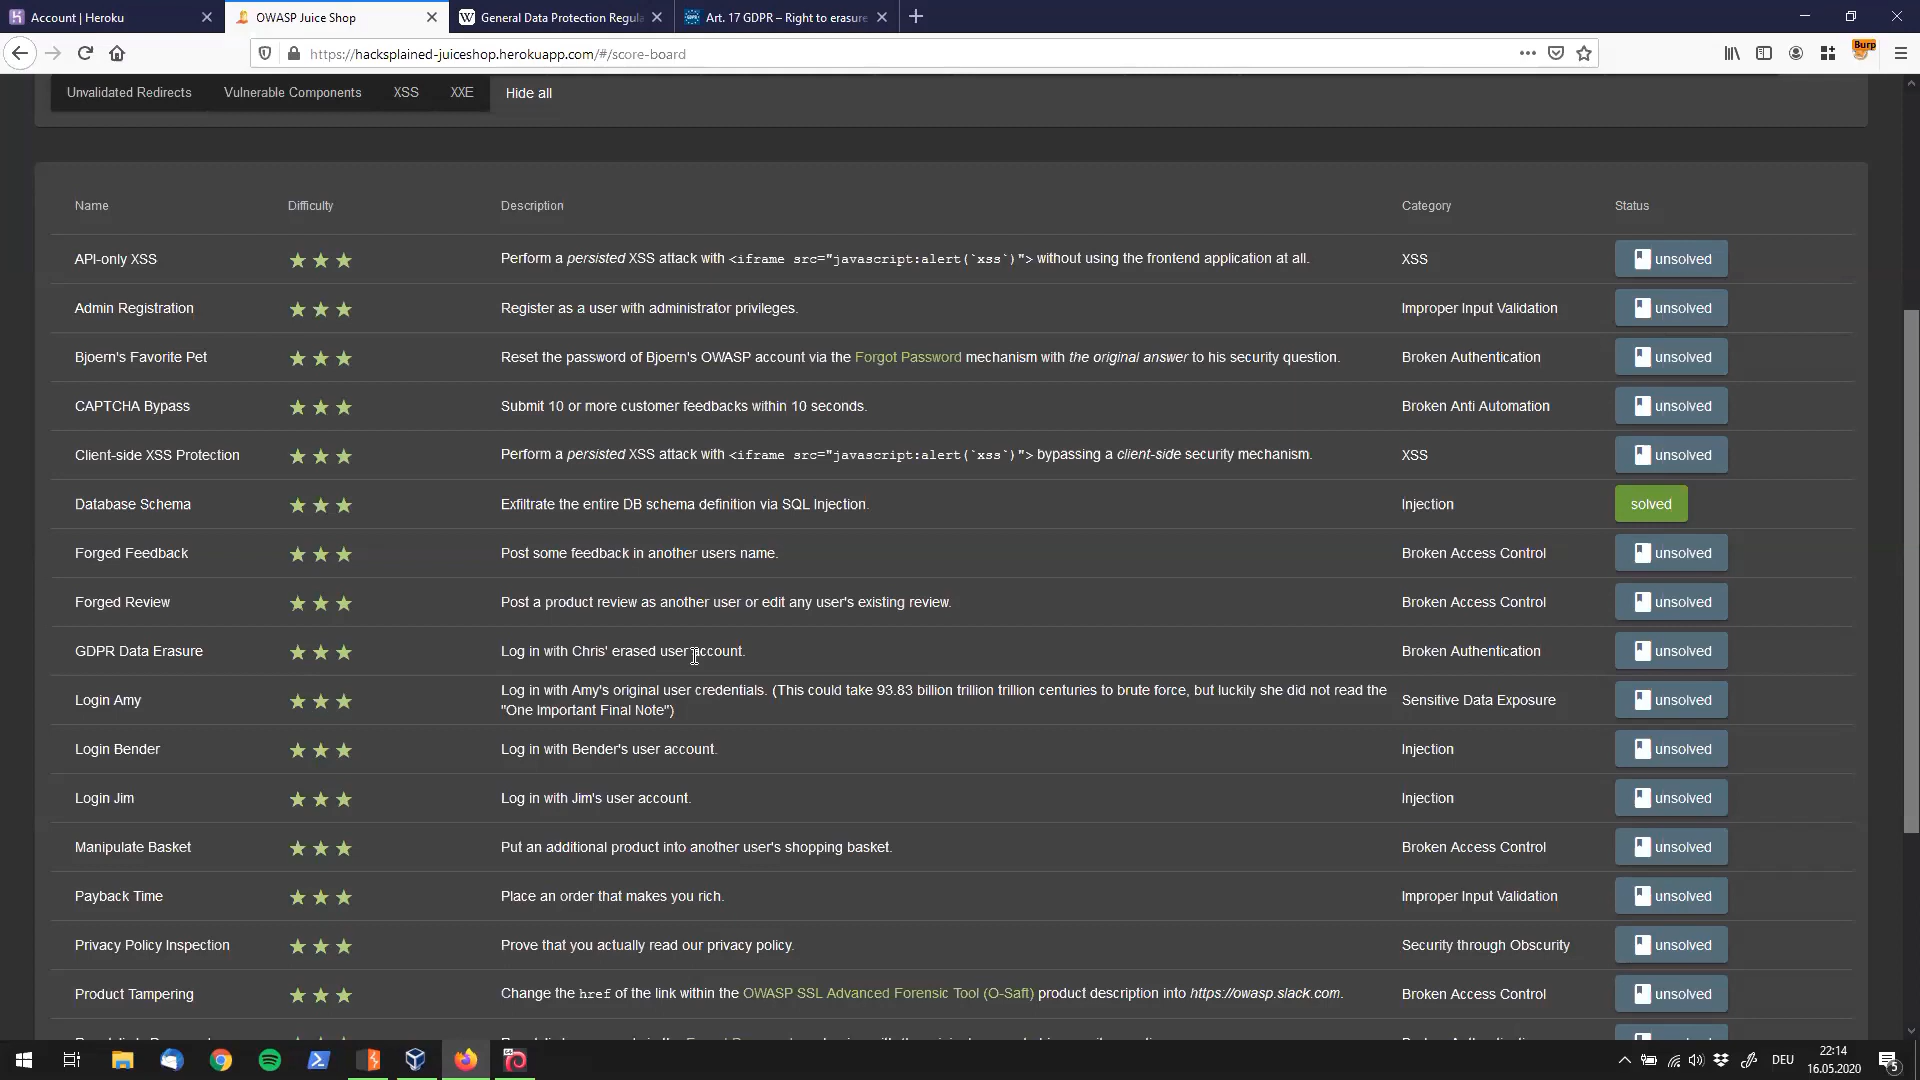 Account | Heroku
OWASP Juice Shop
General Data Protection Regula
Art. 17 GDPR – Right to erasure
https://hacksplained-juiceshop.herokuapp.com/#/score-board
Burp
Unvalidated Redirects Vulnerable Components XSS XXE Hide all
Name Difficulty Description Category Status
API-only XSS Perform a persisted XSS attack with <iframe src="javascript:alert(`xss`)"> without using the frontend application at all. XSS unsolved
Admin Registration Register as a user with administrator privileges. Improper Input Validation unsolved
Bjoern's Favorite Pet Reset the password of Bjoern's OWASP account via the Forgot Password mechanism with the original answer to his security question. Broken Authentication unsolved
CAPTCHA Bypass Submit 10 or more customer feedbacks within 10 seconds. Broken Anti Automation unsolved
Client-side XSS Protection Perform a persisted XSS attack with <iframe src="javascript:alert(`xss`)"> bypassing a client-side security mechanism. XSS unsolved
Database Schema Exfiltrate the entire DB schema definition via SQL Injection. Injection solved
Forged Feedback Post some feedback in another users name. Broken Access Control unsolved
Forged Review Post a product review as another user or edit any user's existing review. Broken Access Control unsolved
GDPR Data Erasure Log in with Chris' erased user account. Broken Authentication unsolved
Login Amy Log in with Amy's original user credentials. (This could take 93.83 billion trillion trillion centuries to brute force, but luckily she did not read the
"One Important Final Note") Sensitive Data Exposure unsolved
Login Bender Log in with Bender's user account. Injection unsolved
Login Jim Log in with Jim's user account. Injection unsolved
Manipulate Basket Put an additional product into another user's shopping basket. Broken Access Control unsolved
Payback Time Place an order that makes you rich. Improper Input Validation unsolved
Privacy Policy Inspection Prove that you actually read our privacy policy. Security through Obscurity unsolved
Product Tampering Change the href of the link within the OWASP SSL Advanced Forensic Tool (O-Saft) product description into https://owasp.slack.com. Broken Access Control unsolved
DEU
22:14
16.05.2020
5